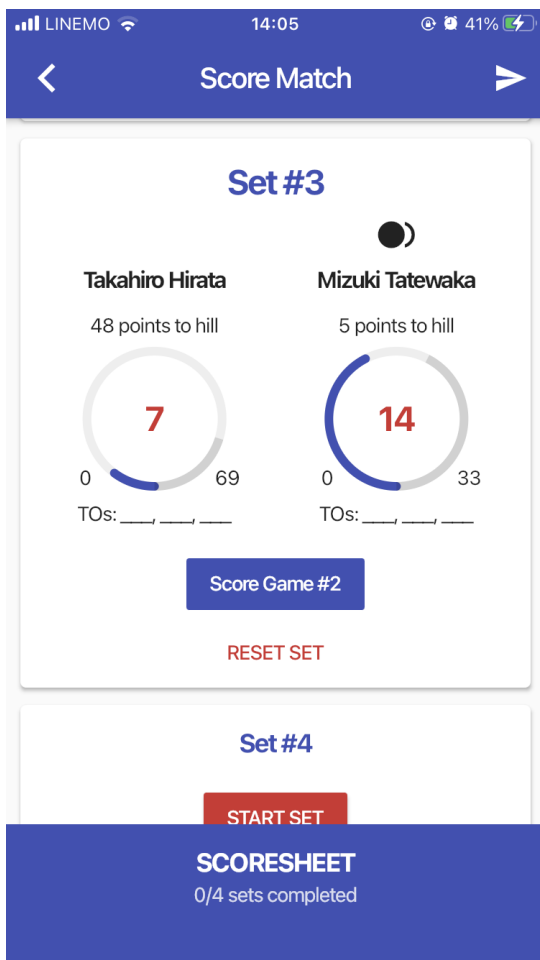 LINEMO 14:05 41%
Score Match
Set #3
Takahiro Hirata Mizuki Tatewaka
48 points to hill 5 points to hill
7 14
0 69 0 33
TOs: ___, ___, ___ TOs: ___, ___, ___
Score Game #2
RESET SET
Set #4
START SET
SCORESHEET
0/4 sets completed